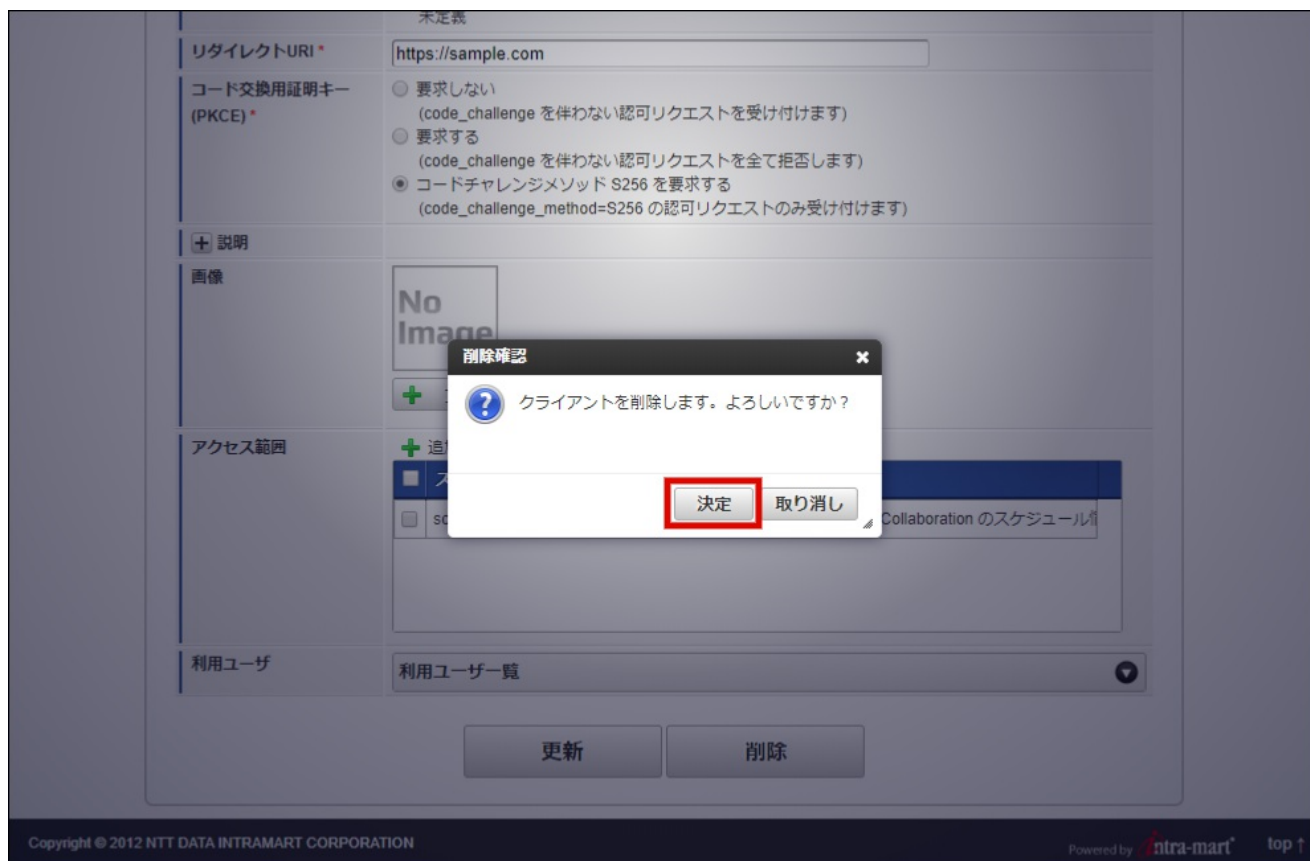 未定義
リダイレクトURI *
https://sample.com
コード交換用証明キー
(PKCE) *
要求しない
(code_challenge を伴わない認可リクエストを受け付けます)
要求する
(code_challenge を伴わない認可リクエストを全て拒否します)
コードチャレンジメソッド S256 を要求する
(code_challenge_method=S256 の認可リクエストのみ受け付けます)
説明
画像
No
Image
削除確認
クライアントを削除します。よろしいですか？
決定 取り消し
アクセス範囲
追
Collaboration のスケジュール
利用ユーザ
利用ユーザ一覧
更新 削除
Copyright © 2012 NTT DATA INTRAMART CORPORATION
Powered by intra-mart
top ↑